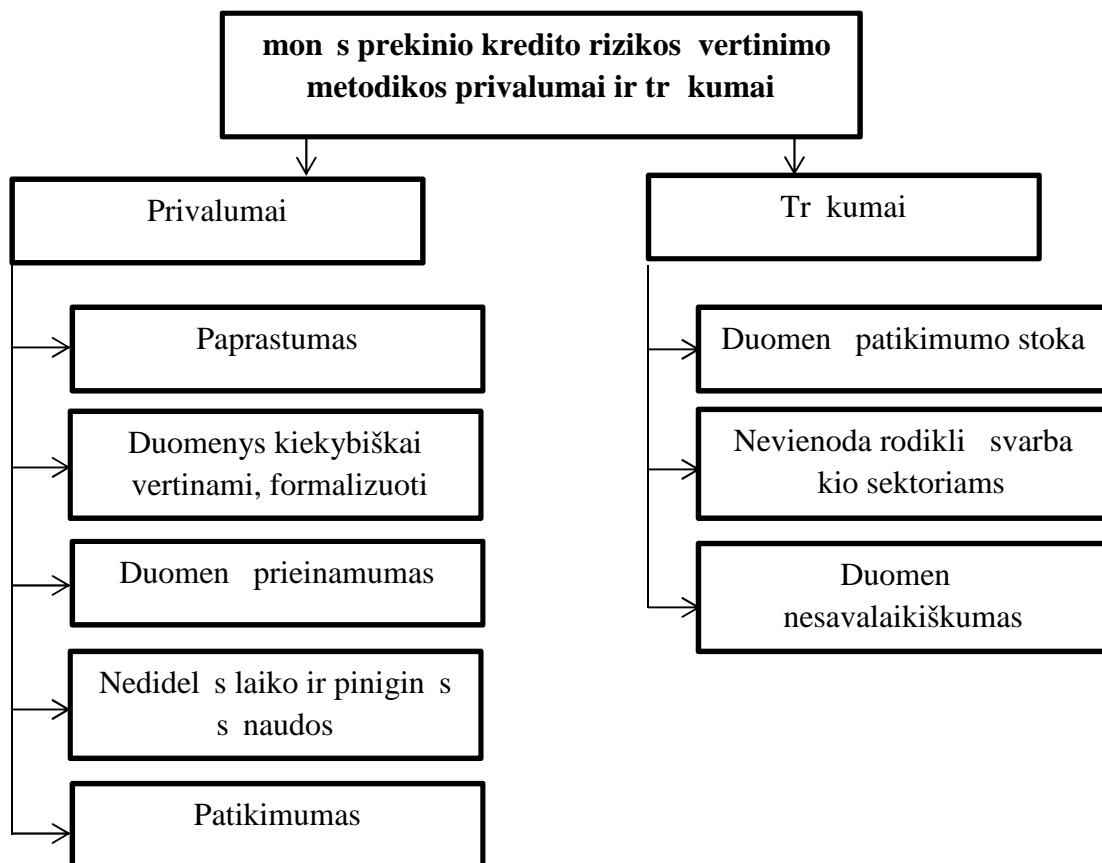 mon s prekinio kredito rizikos vertinimo
metodikos privalumai ir tr kumai
Privalumai
Paprastumas
Duomenys kiekybiškai
vertinami, formalizuoti
Duomen prieinamumas
Nedidel s laiko ir pinigin s
s naudos
Patikimumas
Tr kumai
Duomen patikimumo stoka
Nevienoda rodikli svarba
kio sektoriams
Duomen
nesavalaikiškumas